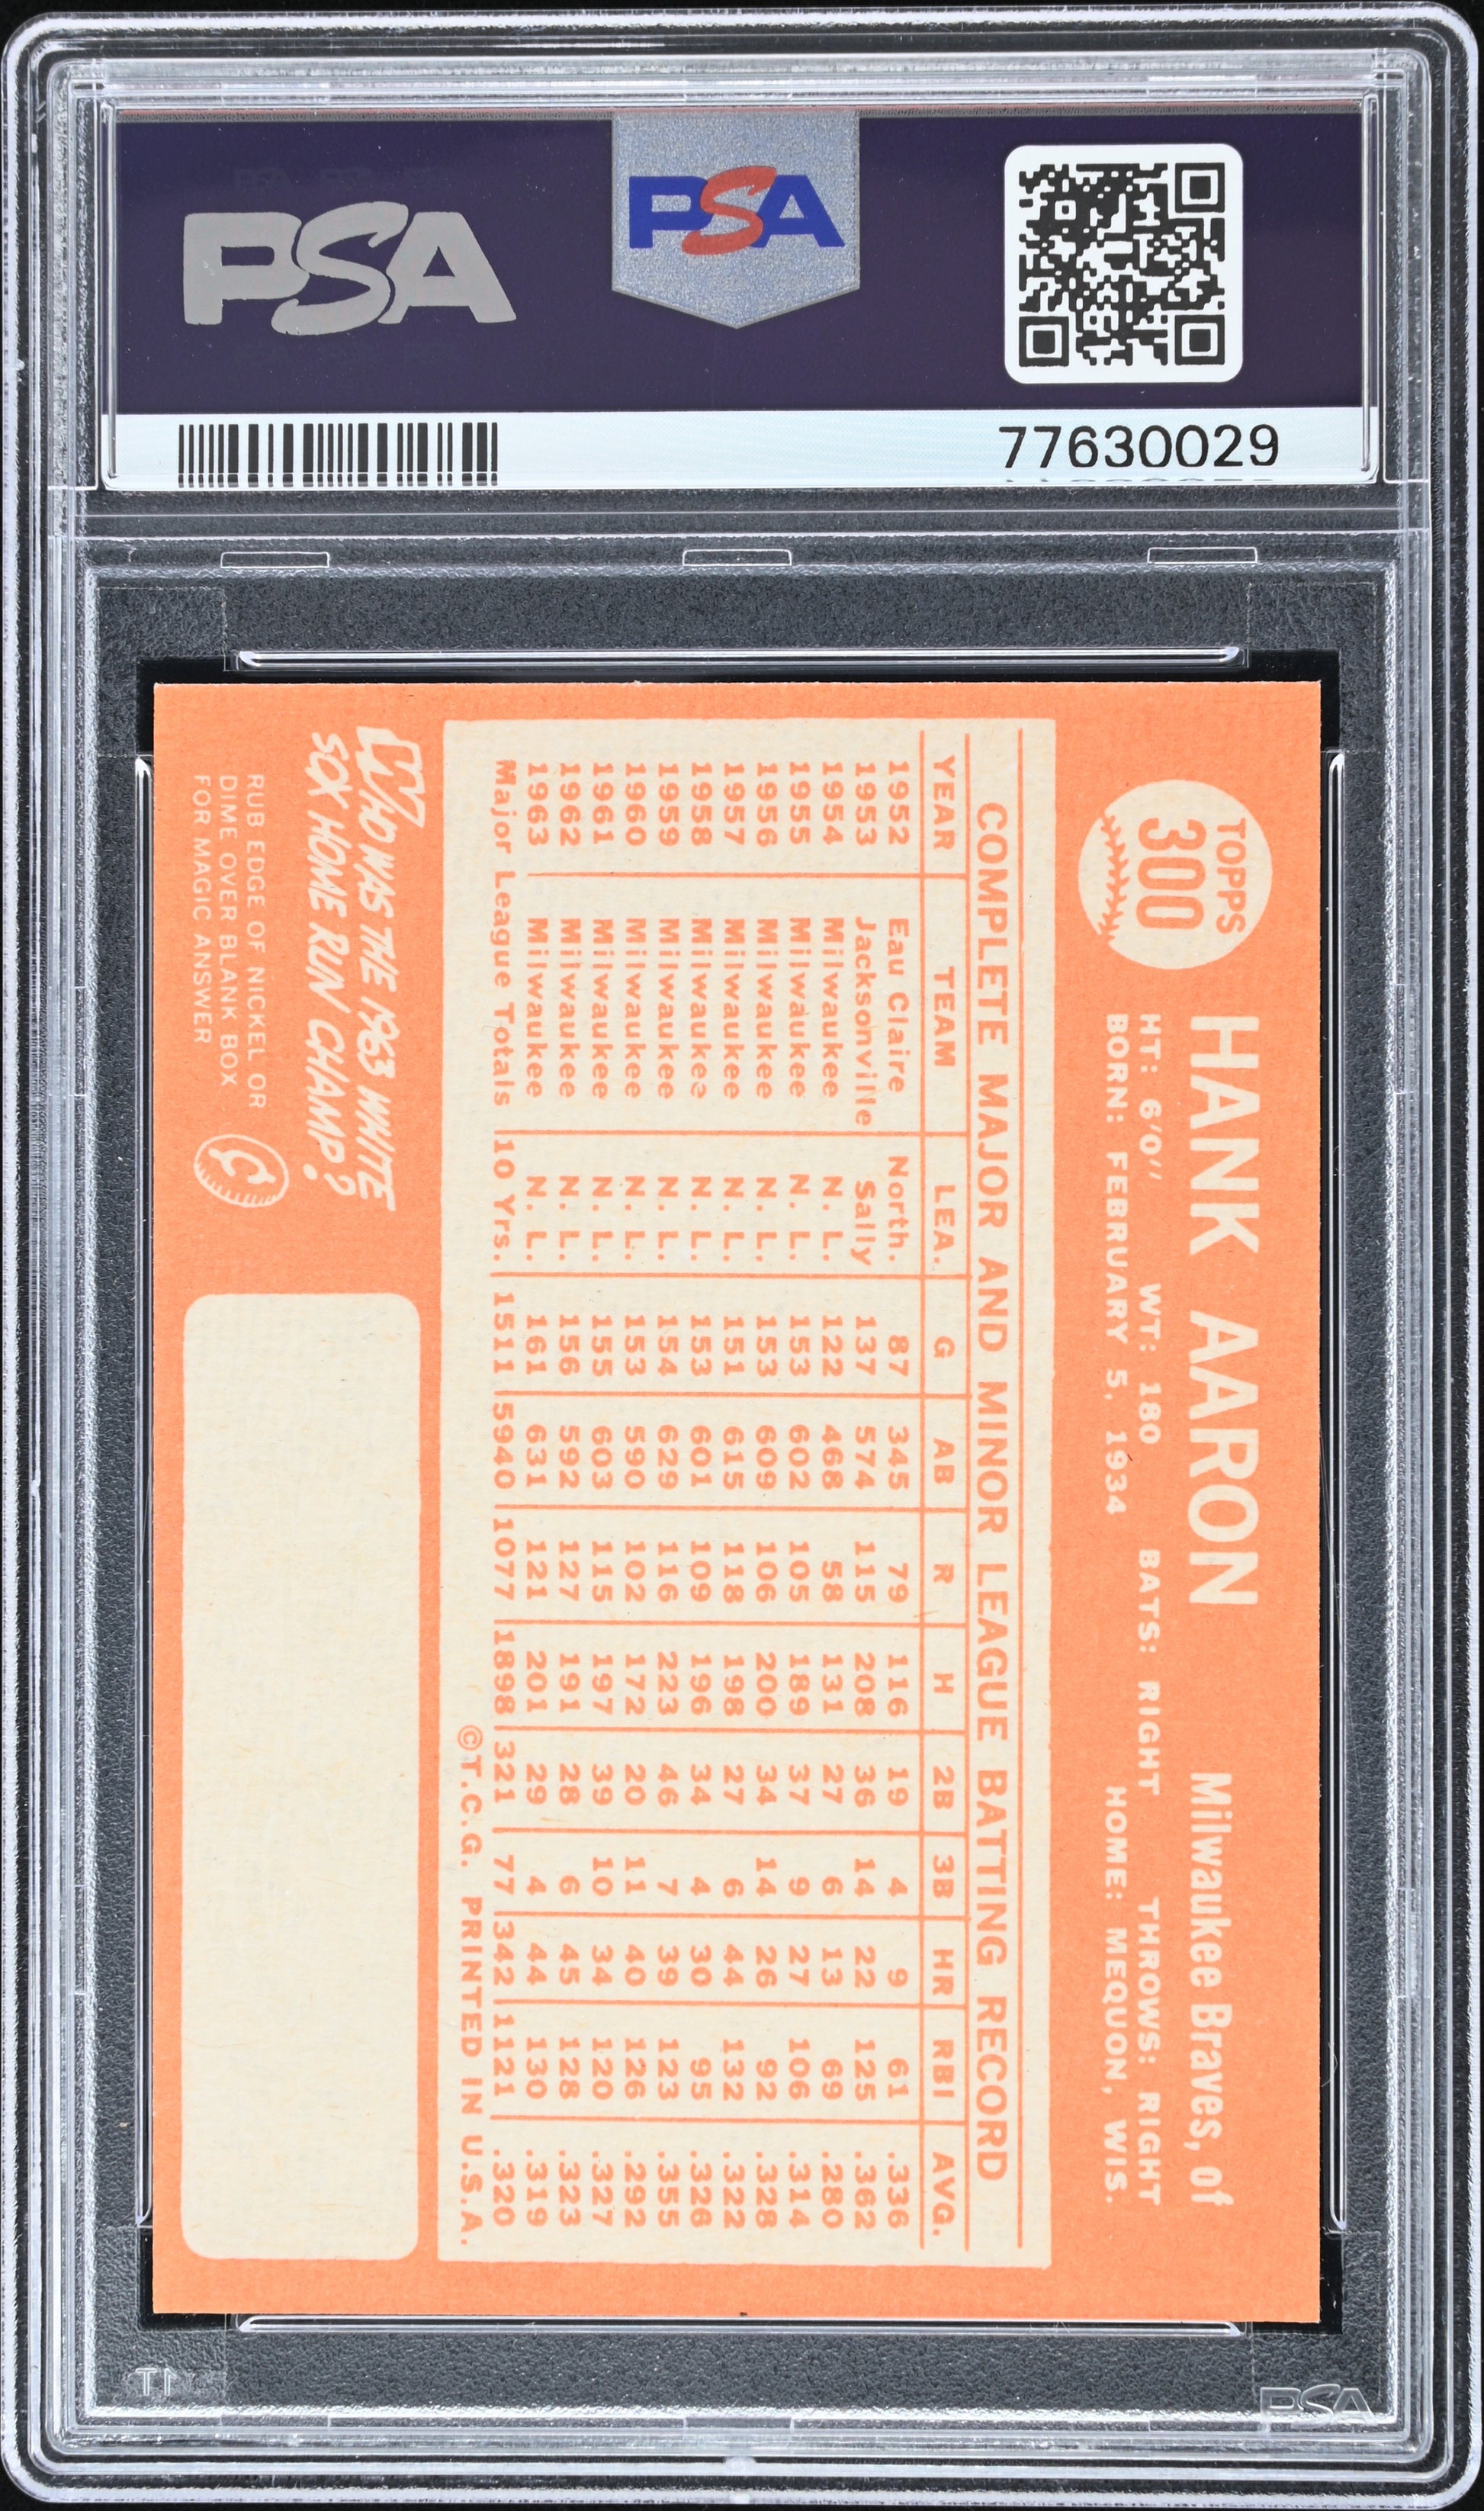 PSA
PSA
77630029
TOPPS
300
HANK AARON Milwaukee Braves, of
HT: 6'0" WT: 180 BATS: RIGHT THROWS: RIGHT
BORN: FEBRUARY 5, 1934 HOME: MEQUON, WIS.
COMPLETE MAJOR AND MINOR LEAGUE BATTING RECORD
YEAR TEAM LEA. G AB R H 2B 3B HR RBI AVG.
1952 Eau Claire North. 87 345 79 116 19 4 9 61 .336
1953 Jacksonville Sally 137 574 115 208 36 14 22 125 .362
1954 Milwaukee N. L. 122 468 58 131 27 6 13 69 .280
1955 Milwaukee N. L. 153 602 105 189 37 9 27 106 .314
1956 Milwaukee N. L. 153 609 106 200 34 14 26 92 .328
1957 Milwaukee N. L. 151 615 118 198 27 6 44 132 .322
1958 Milwaukee N. L. 153 601 109 196 34 4 30 95 .326
1959 Milwaukee N. L. 154 629 116 223 46 7 39 123 .355
1960 Milwaukee N. L. 153 590 102 172 20 11 40 126 .292
1961 Milwaukee N. L. 155 603 115 197 39 10 34 120 .327
1962 Milwaukee N. L. 156 592 127 191 28 6 45 128 .323
1963 Milwaukee N. L. 161 631 121 201 29 4 44 130 .319
Major League Totals 10 Yrs. 1511 5940 1077 1898 321 77 342 1121 .320
©T.C.G. PRINTED IN U.S.A.
WHO WAS THE 1963 WHITE
SOX HOME RUN CHAMP?
RUB EDGE OF NICKEL OR
DIME OVER BLANK BOX
FOR MAGIC ANSWER
PSA